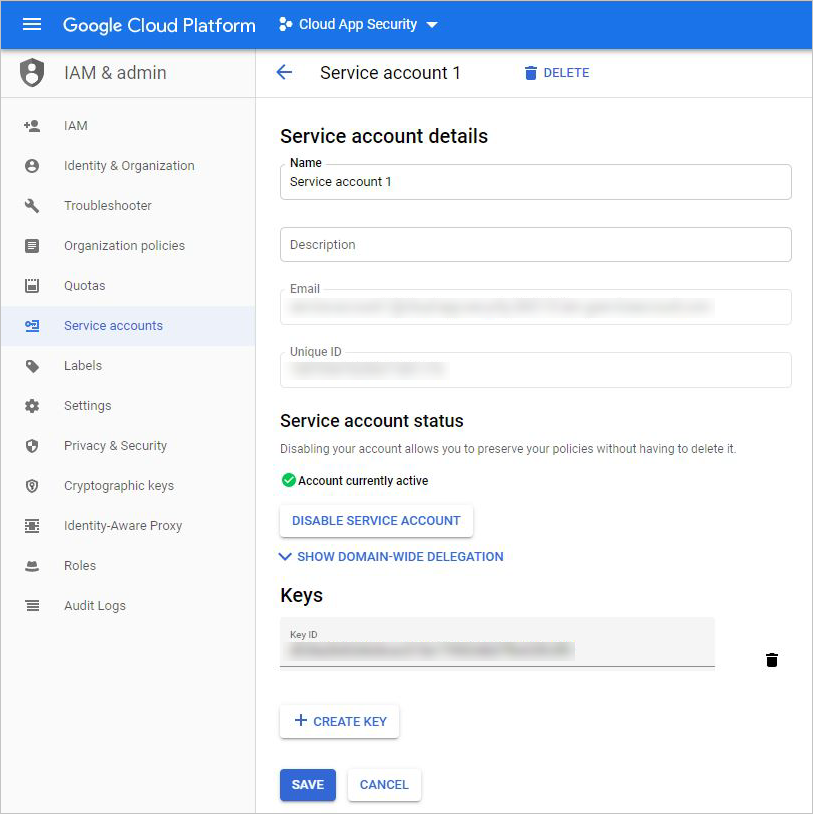 Google Cloud Platform
Cloud App Security
IAM & admin
Service account 1
DELETE
IAM
Identity & Organization
Troubleshooter
Organization policies
Quotas
Service accounts
Labels
Settings
Privacy & Security
Cryptographic keys
Identity-Aware Proxy
Roles
Audit Logs
Service account details
Name
Service account 1
Description
Email
Unique ID
Service account status
Disabling your account allows you to preserve your policies without having to delete it.
Account currently active
DISABLE SERVICE ACCOUNT
SHOW DOMAIN-WIDE DELEGATION
Keys
Key ID
CREATE KEY
SAVE
CANCEL